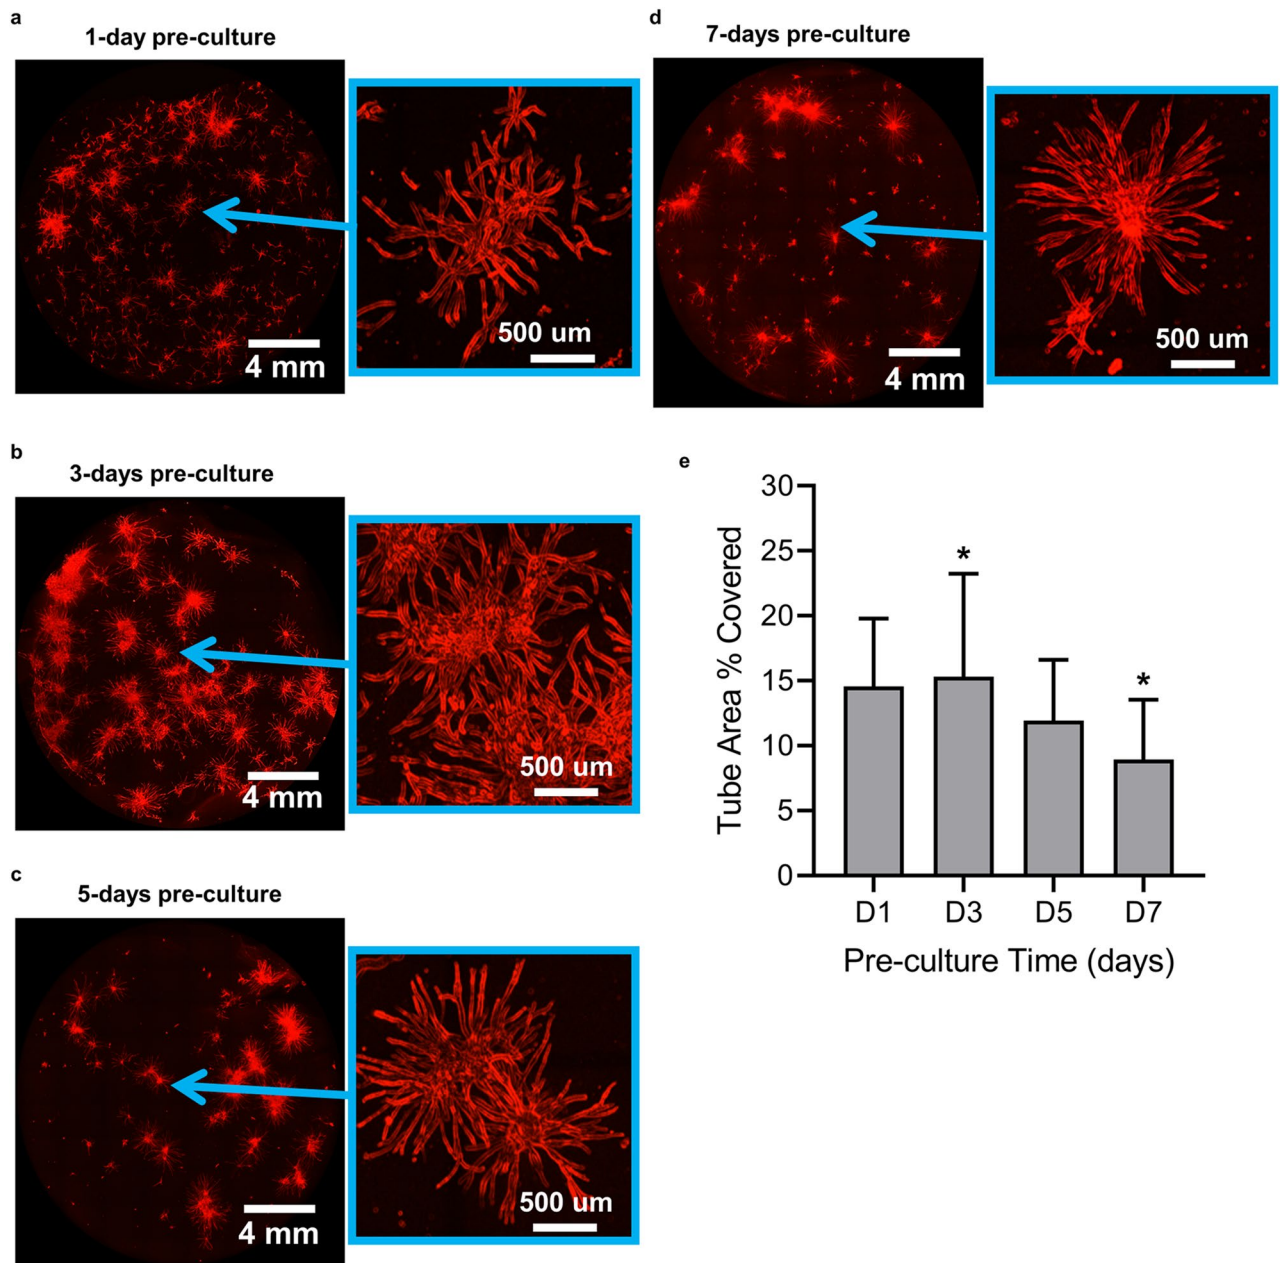 a
1-day pre-culture
4 mm
500 um
b
3-days pre-culture
4 mm
500 um
c
5-days pre-culture
4 mm
500 um
d
7-days pre-culture
4 mm
500 um
e
Tube Area % Covered
30
25
20
15
10
5
0
*
*
D1 D3 D5 D7
Pre-culture Time (days)